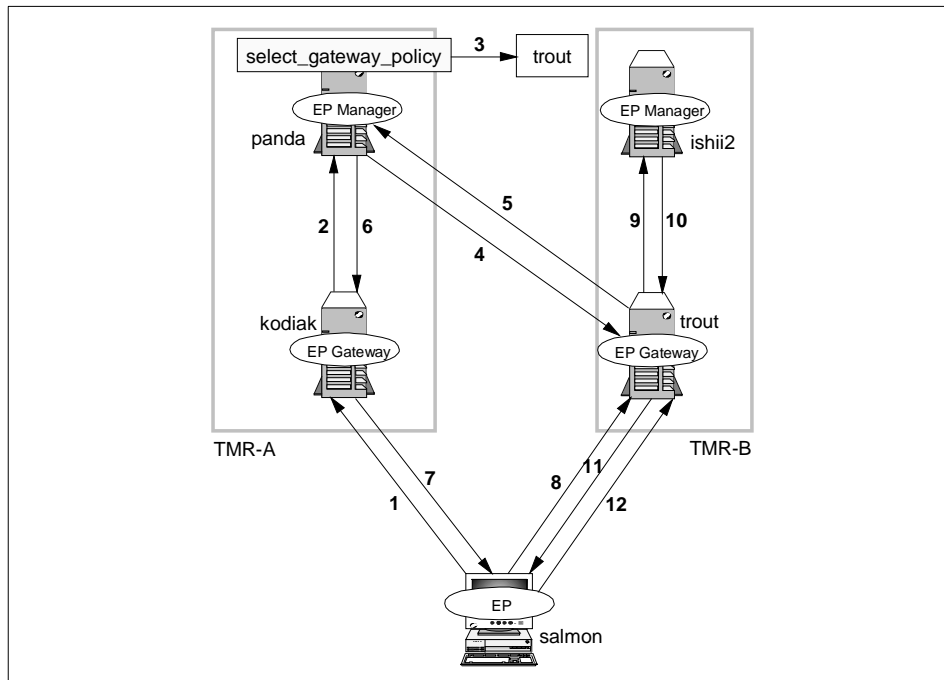 select_gateway_policy
3
trout
EP Manager
panda
EP Manager
ishii2
5
2
6
9
10
4
kodiak
trout
EP Gateway
EP Gateway
TMR-A
TMR-B
7
8
11
1
12
EP
salmon